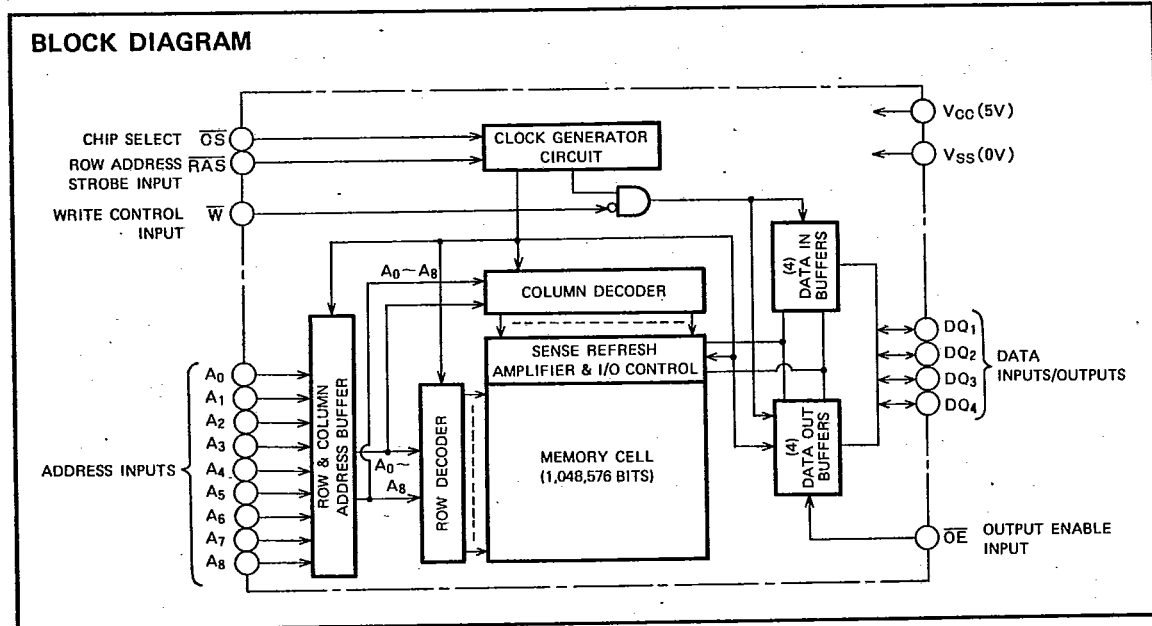 BLOCK DIAGRAM
CHIP SELECT C̅S̅
ROW ADDRESS R̅A̅S̅
STROBE INPUT
WRITE CONTROL W̅
INPUT
CLOCK GENERATOR
CIRCUIT
VCC (5V)
VSS (0V)
A0~A8
COLUMN DECODER
SENSE REFRESH
AMPLIFIER & I/O CONTROL
MEMORY CELL
(1,048,576 BITS)
ROW DECODER
A0~
A8
ROW & COLUMN
ADDRESS BUFFER
ADDRESS INPUTS
A0
A1
A2
A3
A4
A5
A6
A7
A8
(4)
DATA IN
BUFFERS
(4)
DATA OUT
BUFFERS
DQ1
DQ2
DQ3
DQ4
DATA
INPUTS/OUTPUTS
O̅E̅ OUTPUT ENABLE
INPUT